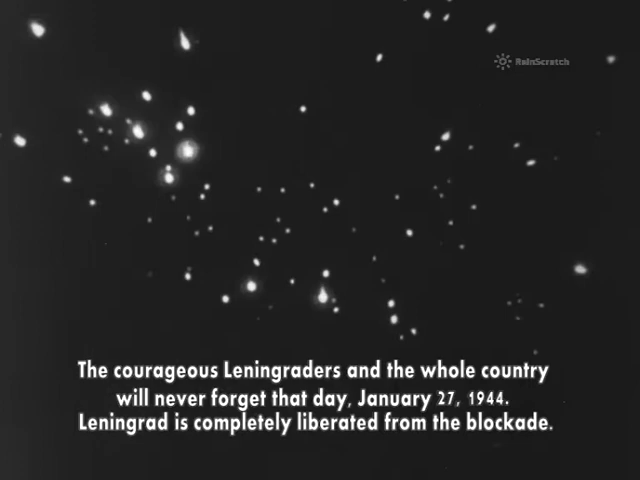 RainScratch
The courageous Leningraders and the whole country
will never forget that day, January 27, 1944.
Leningrad is completely liberated from the blockade.